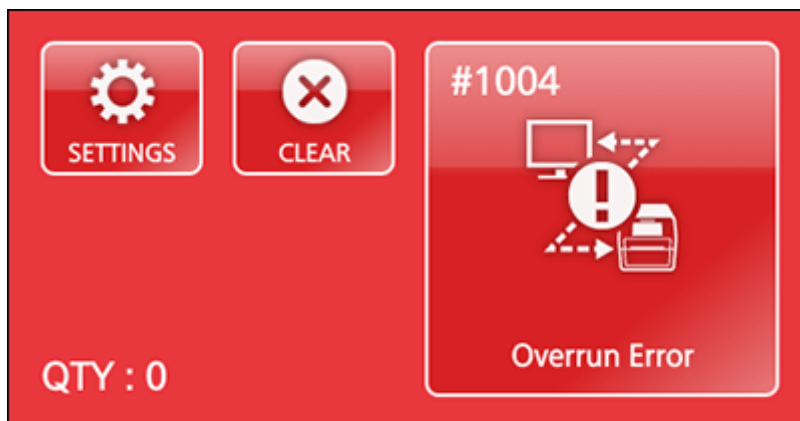 SETTINGS
CLEAR
#1004
Overrun Error
QTY : 0